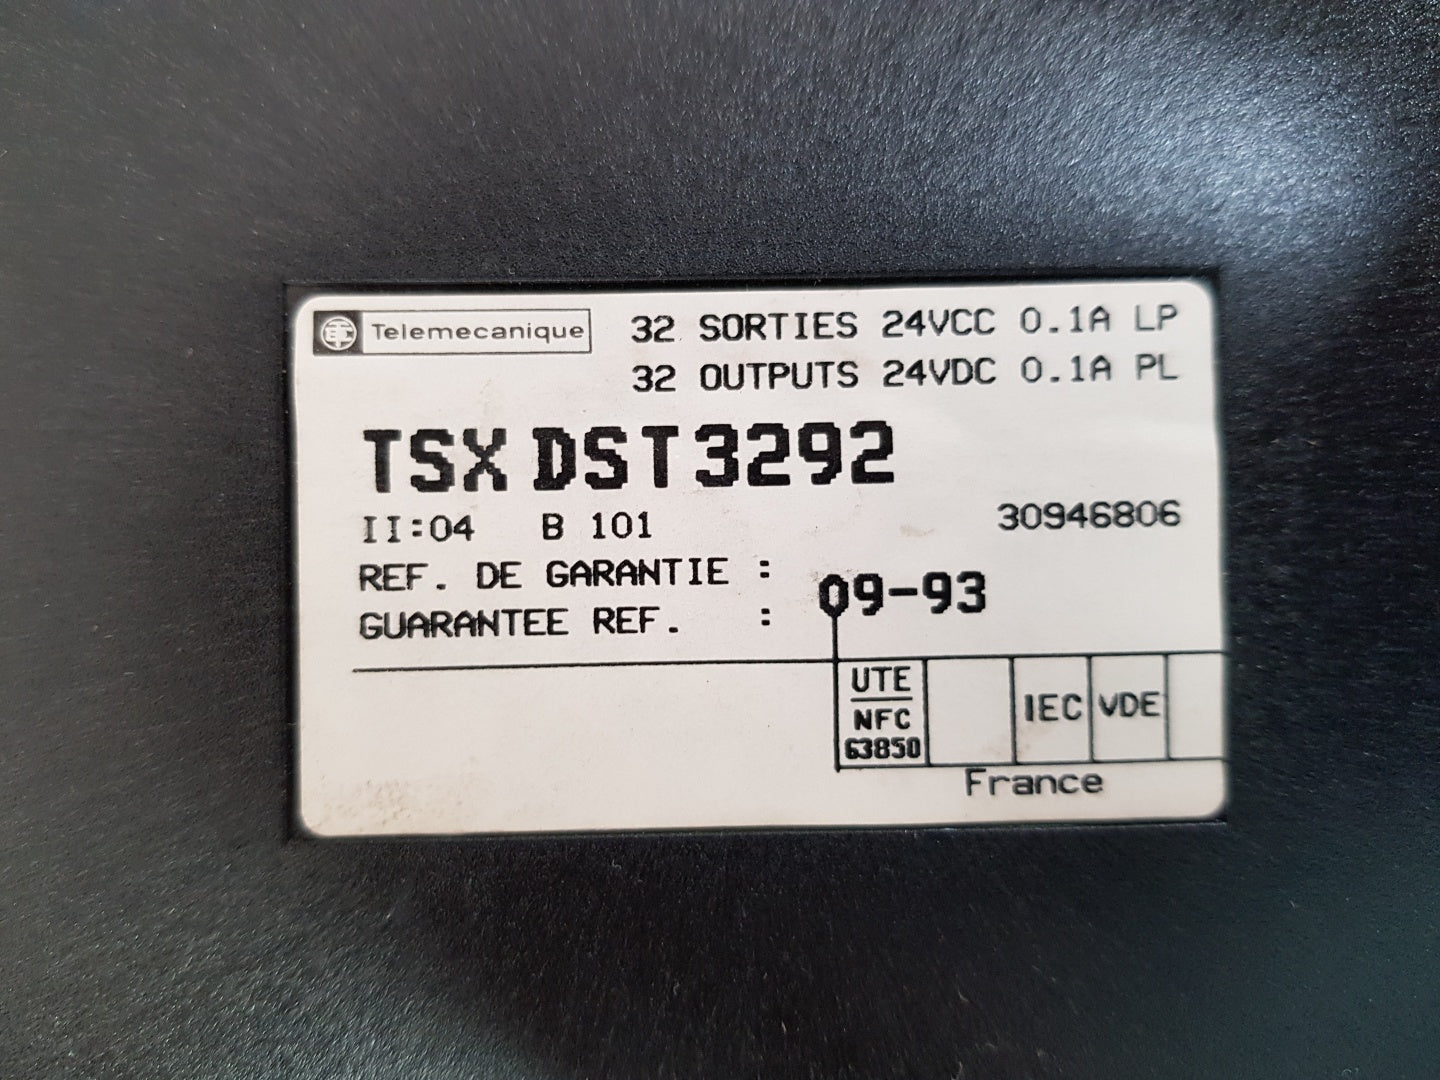 Telemecanique
32 SORTIES 24VCC 0.1A LP
32 OUTPUTS 24VDC 0.1A PL
TSX DST3292
II:04 B 101
30946806
REF. DE GARANTIE :
GUARANTEE REF. :
09-93
UTE
NFC
63850
IEC
VDE
France